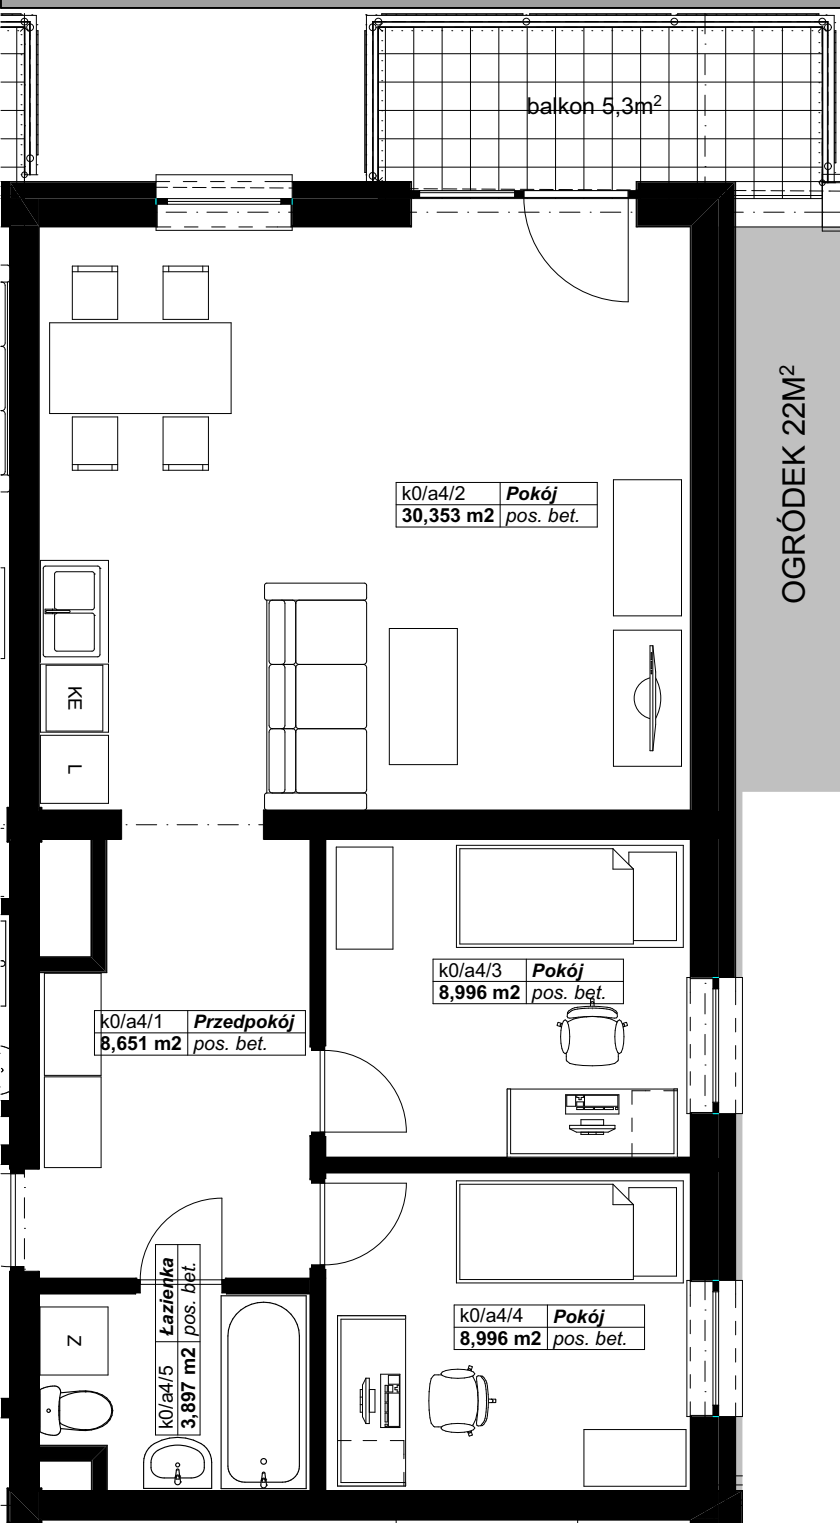 balkon 5,3m²
OGRÓDEK 22M²
k0/a4/2 Pokój
30,353 m2 pos. bet.
KE
L
k0/a4/3 Pokój
8,996 m2 pos. bet.
k0/a4/1 Przedpokój
8,651 m2 pos. bet.
k0/a4/5 Łazienka
3,897 m2 pos. bet.
Z
k0/a4/4 Pokój
8,996 m2 pos. bet.